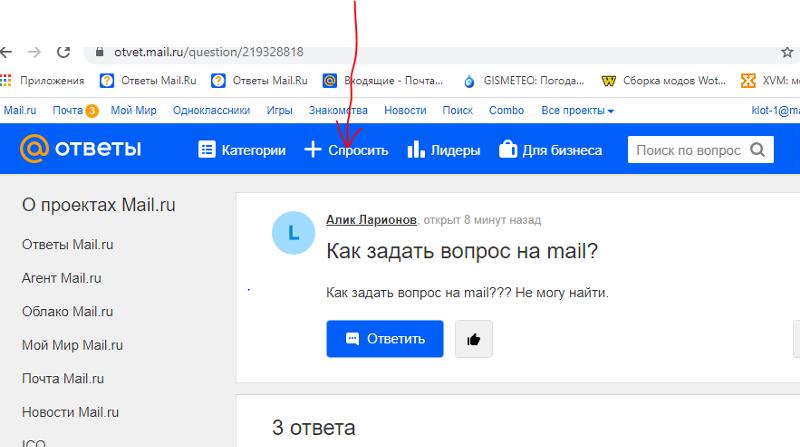 otvet.mail.ru/question/219328818
Приложения Ответы Mail.Ru Ответы Mail.Ru Входящие - Почта... GISMETEO: Погода... Сборка модов Wot... XVM: мо
Mail.ru Почта 3 Мой Мир Одноклассники Игры Знакомства Новости Поиск Combo Все проекты klot-1@ma
ответы Категории Спросить Лидеры Для бизнеса Поиск по вопрос
О проектах Mail.ru
Ответы Mail.ru
Агент Mail.ru
Облако Mail.ru
Мой Мир Mail.ru
Почта Mail.ru
Новости Mail.ru
ICQ
L
Алик Ларионов, открыт 8 минут назад
Как задать вопрос на mail?
Как задать вопрос на mail??? Не могу найти.
Ответить
3 ответа